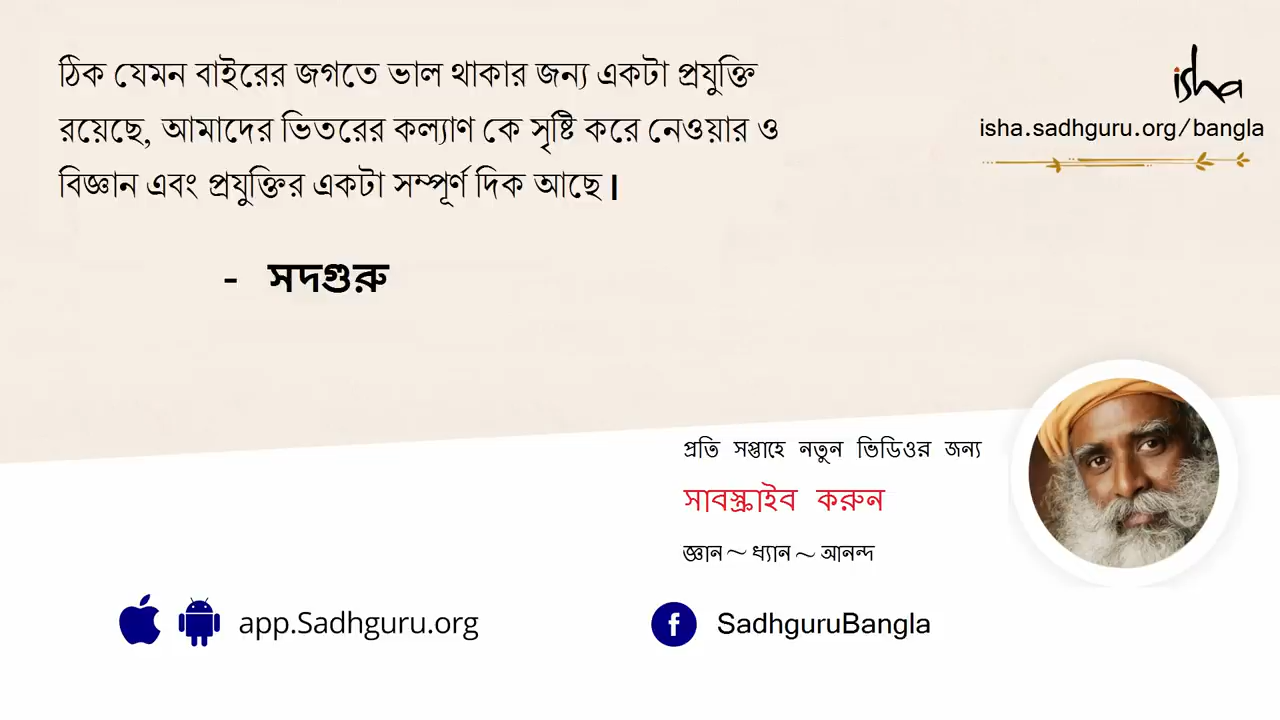 ঠিক যেমন বাইরের জগতে ভাল থাকার জন্য একটা প্রযুক্তি
রয়েছে, আমাদের ভিতরের কল্যাণ কে সৃষ্টি করে নেওয়ার ও
বিজ্ঞান এবং প্রযুক্তির একটা সম্পূর্ণ দিক আছে।
- সদগুরু
isha
isha.sadhguru.org/bangla
প্রতি সপ্তাহে নতুন ভিডিওর জন্য
সাবস্ক্রাইব করুন
জ্ঞান ~ ধ্যান ~ আনন্দ
app.Sadhguru.org
SadhguruBangla